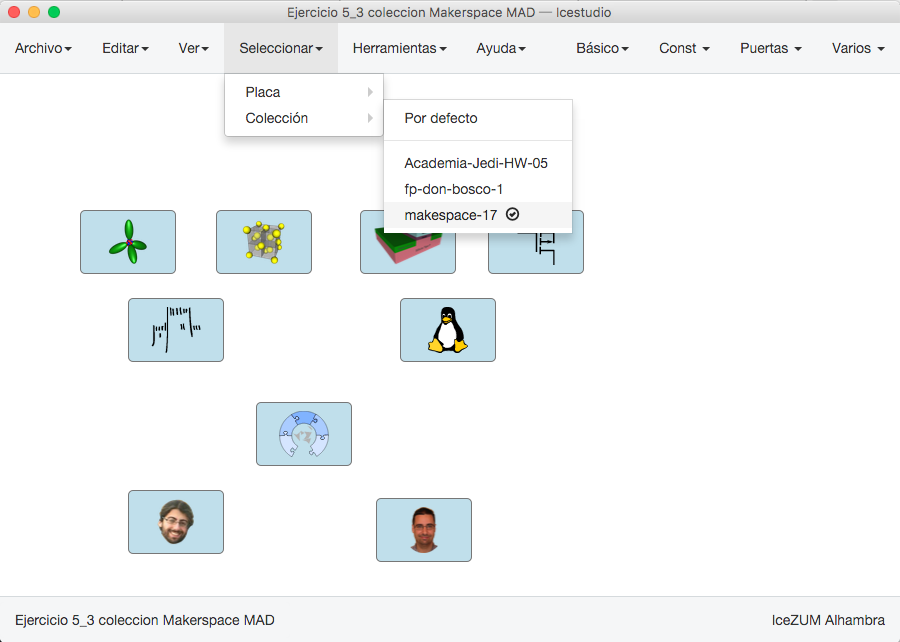 Ejercicio 5_3 coleccion Makerspace MAD — Icestudio
Archivo Editar Ver Seleccionar Herramientas Ayuda Básico Const Puertas Varios
Placa
Colección
Por defecto
Academia-Jedi-HW-05
fp-don-bosco-1
makespace-17
Ejercicio 5_3 coleccion Makerspace MAD
IceZUM Alhambra